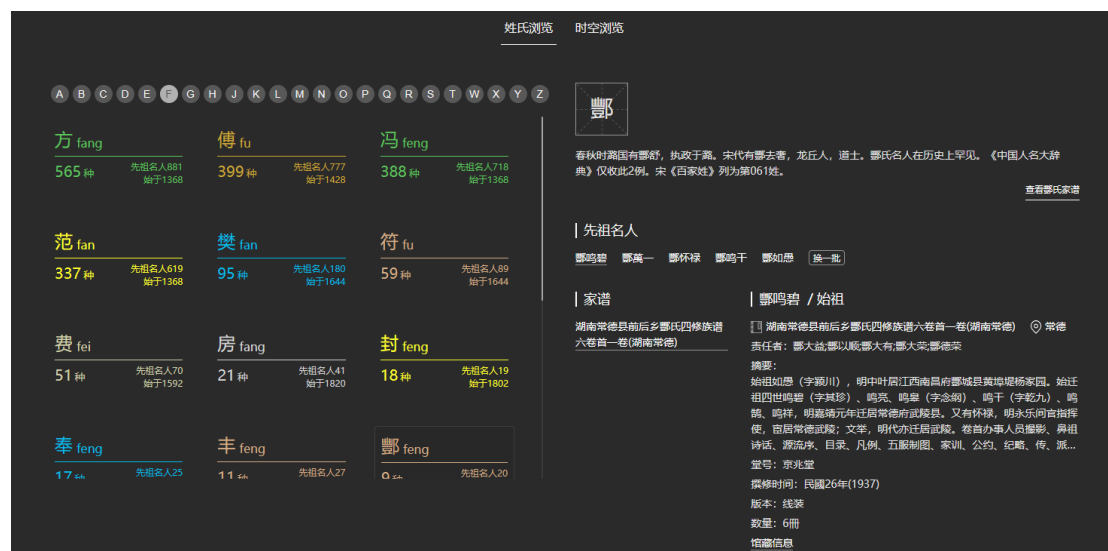 姓氏浏览 时空浏览
A B C D E F G H J K L M N O P Q R S T W X Y Z
方 fang
565 种
先祖名人881
始于1368
傅 fu
399 种
先祖名人777
始于1428
冯 feng
388 种
先祖名人718
始于1368
范 fan
337 种
先祖名人619
始于1368
樊 fan
95 种
先祖名人180
始于1644
符 fu
59 种
先祖名人89
始于1644
费 fei
51 种
先祖名人70
始于1592
房 fang
21 种
先祖名人41
始于1820
封 feng
18 种
先祖名人19
始于1802
奉 feng
17 种
先祖名人25
丰 feng
11 种
先祖名人27
酆 feng
9 种
先祖名人20
酆
春秋时潞国有酆舒，执政于潞。宋代有酆去奢，龙丘人，道士。酆氏名人在历史上罕见。《中国人名大辞
典》仅收此2例。宋《百家姓》列为第061姓。
查看酆氏家谱
先祖名人
酆鸣碧 酆萬一 酆怀禄 酆鸣干 酆如愚 换一批
家谱
湖南常德县前后乡酆氏四修族谱
六卷首一卷(湖南常德)
酆鸣碧 / 始祖
湖南常德县前后乡酆氏四修族谱六卷首一卷(湖南常德) 常德
责任者：酆大益;酆以顺;酆大有;酆大荣;酆德荣
摘要：
始祖如愚（字颖川），明中叶居江西南昌府酆城县黄埠堤杨家园。始迁
祖四世鸣碧（字其珍）、鸣亮、鸣皋（字念纲）、鸣干（字乾九）、鸣
鹄、鸣祥，明嘉靖元年迁居常德府武陵县。又有怀禄，明永乐间官指挥
使，宦居常德武陵；文举，明代亦迁居武陵。卷首办事人员撮影、鼻祖
诗话、源流序、目录、凡例、五服制图、家训、公约、纪略、传、派...
堂号：京兆堂
撰修时间：民國26年(1937)
版本：线装
数量：6冊
馆藏信息